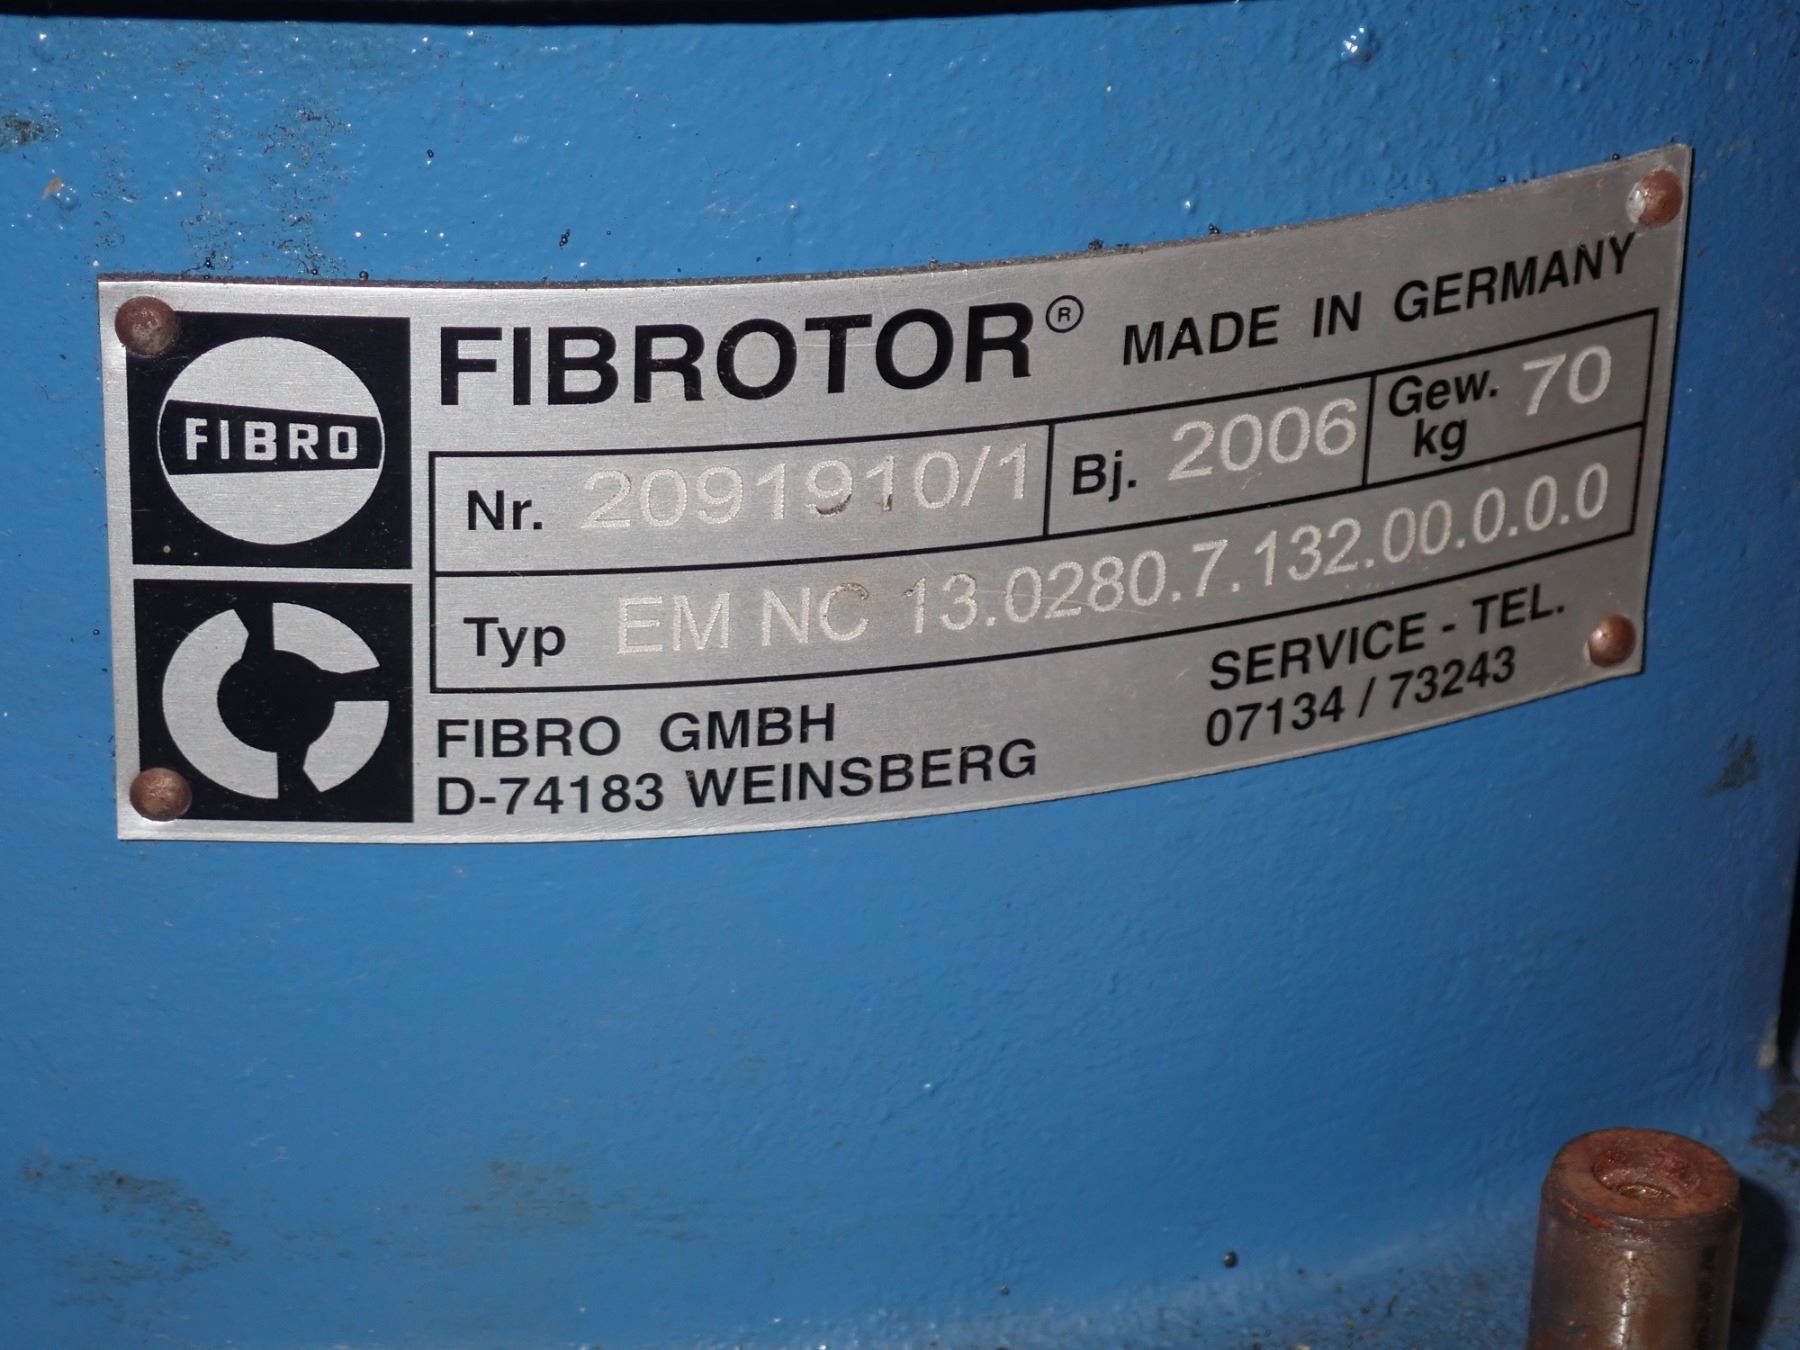 FIBRO
FIBROTOR® MADE IN GERMANY
Nr. 2091910/1 Bj. 2006 Gew. kg 70
Typ EM NC 13.0280.7.132.00.0.0.0
FIBRO GMBH
D-74183 WEINSBERG
SERVICE - TEL.
07134 / 73243